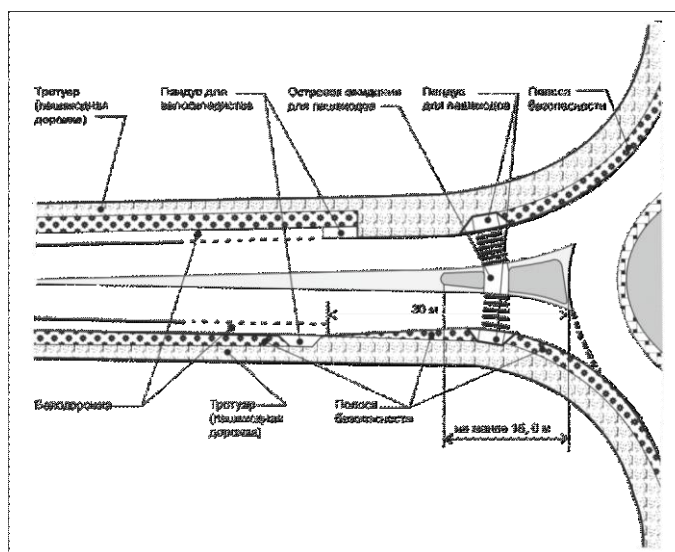 Тротуар
(пешеходная
дорожка)
Пандус для
велосипедистов
Островок ожидания
для пешеходов
Пандус
для пешеходов
Полоса
безопасности
30 м
Велодорожка
Тротуар
(пешеходная
дорожка)
Полоса
безопасности
не менее 15, 0 м